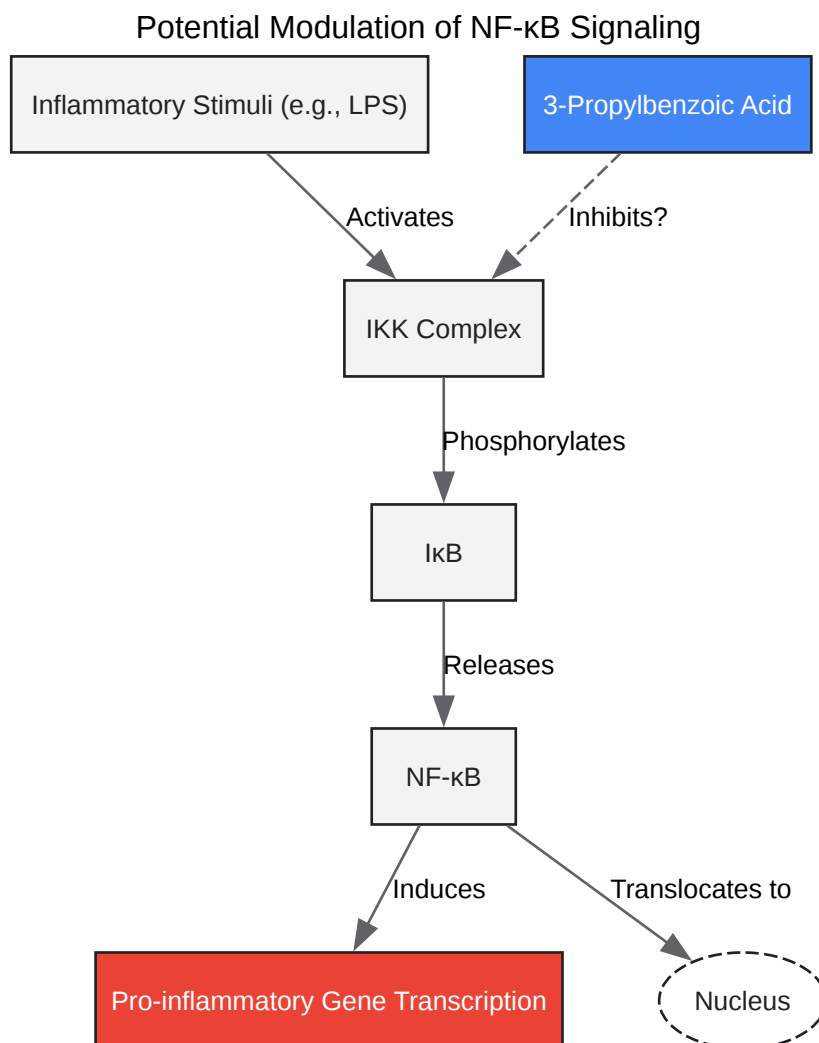 Potential Modulation of NF-κB Signaling
Inflammatory Stimuli (e.g., LPS)
3-Propylbenzoic Acid
Activates
Inhibits?
IKK Complex
Phosphorylates
IκB
Releases
NF-κB
Induces
Translocates to
Pro-inflammatory Gene Transcription
Nucleus